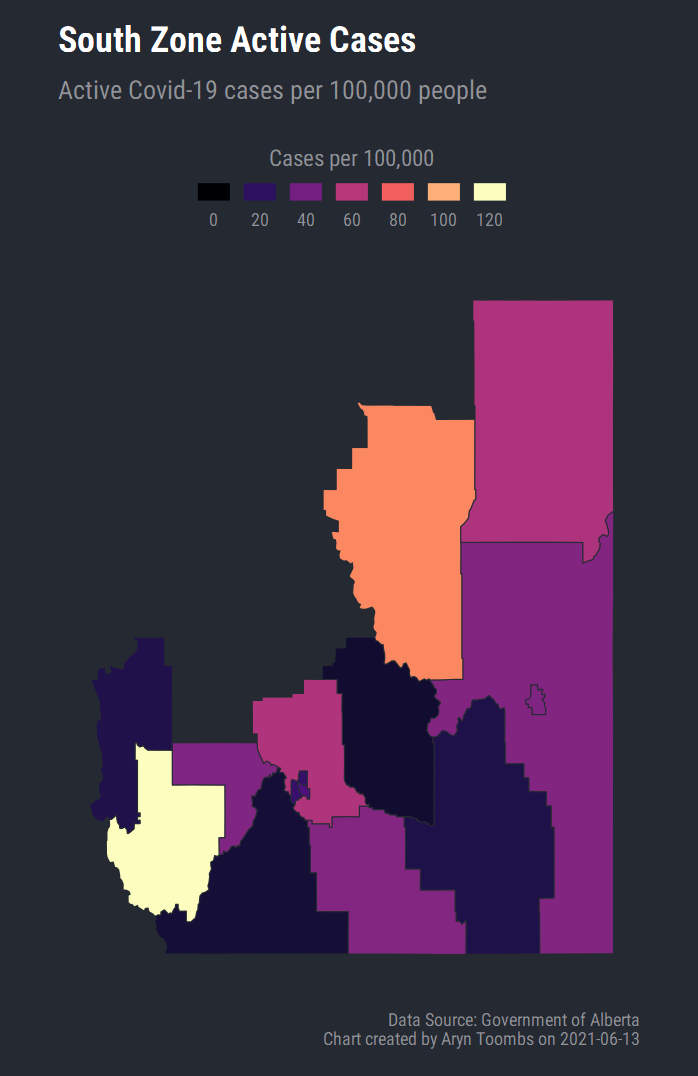 South Zone Active Cases
Active Covid-19 cases per 100,000 people
Cases per 100,000
0 20 40 60 80 100 120
Data Source: Government of Alberta
Chart created by Aryn Toombs on 2021-06-13